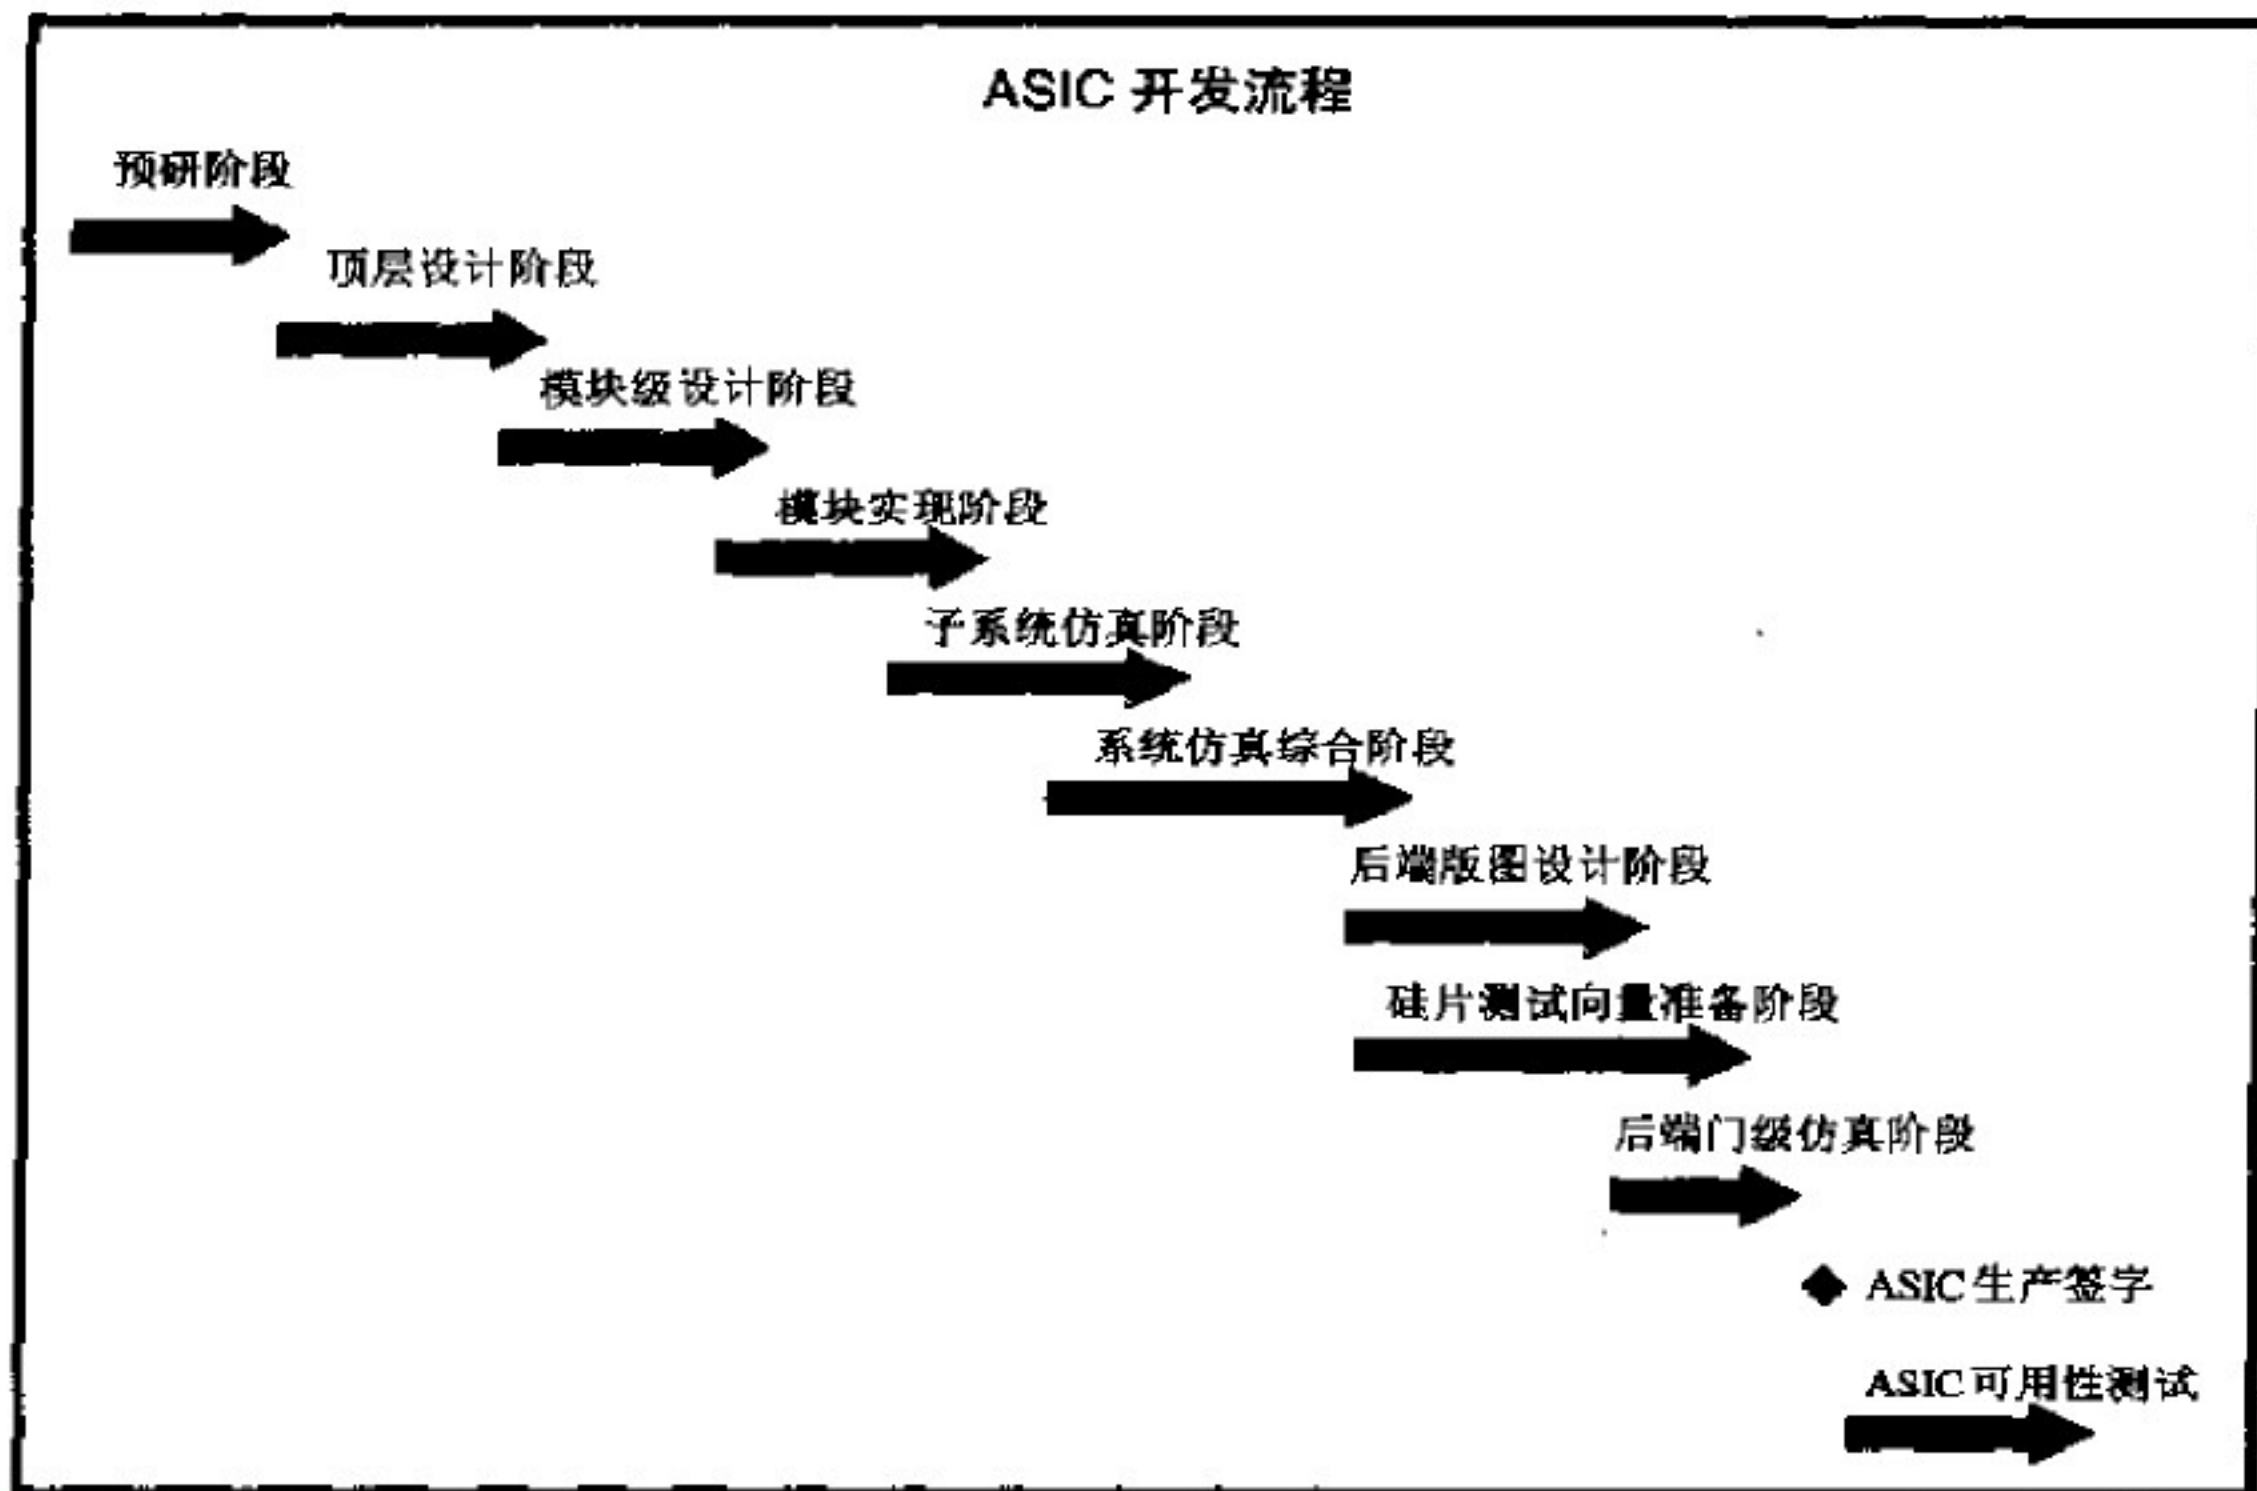 ASIC 开发流程
预研阶段
顶层设计阶段
模块级设计阶段
模块实现阶段
子系统仿真阶段
系统仿真综合阶段
后端版图设计阶段
硅片测试向量准备阶段
后端门级仿真阶段
ASIC生产签字
ASIC可用性测试